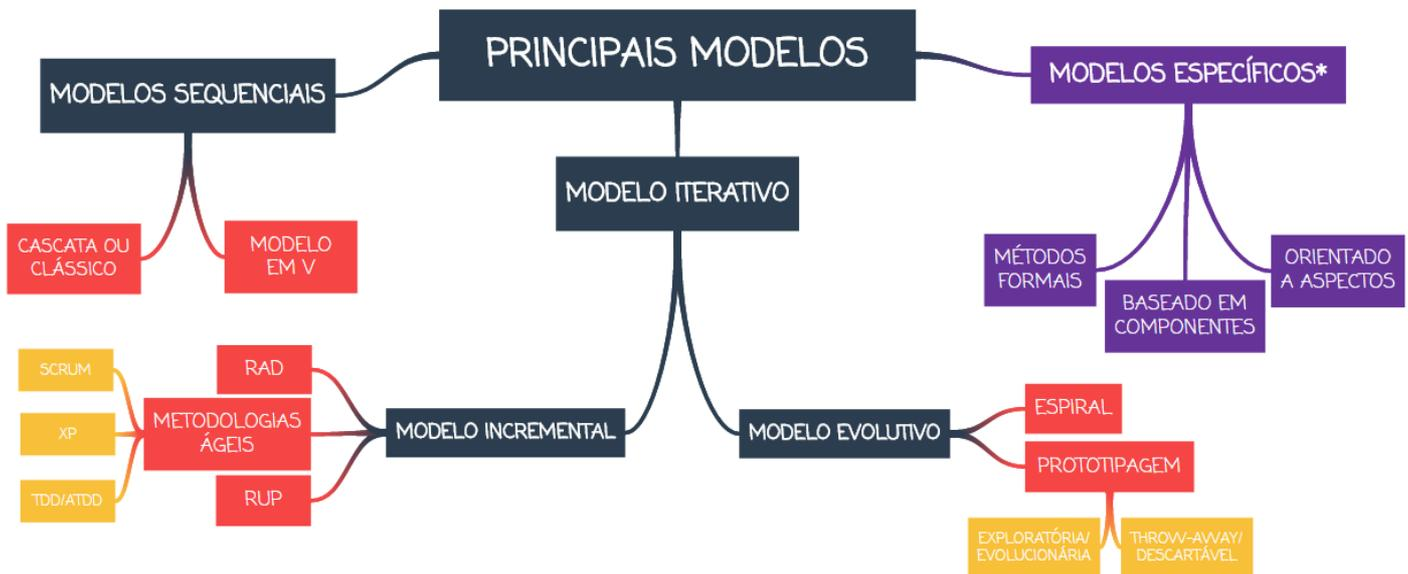 PRINCIPAIS MODELOS
MODELOS SEQUENCIAIS
MODELOS ESPECÍFICOS*
MODELO ITERATIVO
CASCATA OU
CLÁSSICO
MODELO
EM V
MÉTODOS
FORMAIS
BASEADO EM
COMPONENTES
ORIENTADO
A ASPECTOS
SCRUM
XP
TDD/ATDD
RAD
METODOLOGIAS
ÁGEIS
RUP
MODELO INCREMENTAL
MODELO EVOLUTIVO
ESPIRAL
PROTOTIPAGEM
EXPLORATÓRIA/
EVOLUCIONÁRIA
THROW-AWAY/
DESCARTÁVEL